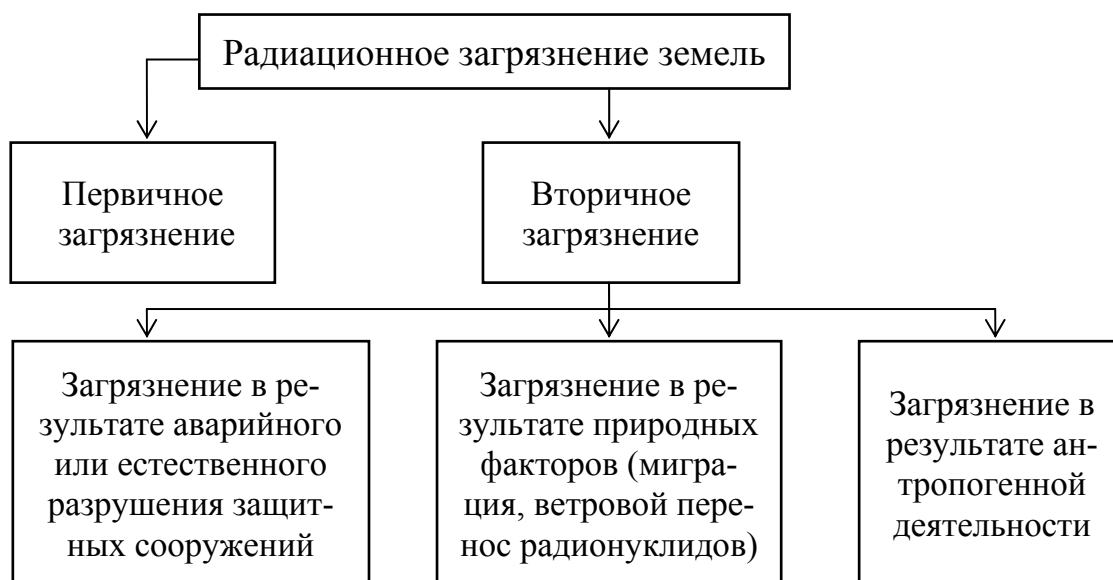 Радиационное загрязнение земель
Первичное
загрязнение
Вторичное
загрязнение
Загрязнение в ре-
зультате аварийного
или естественного
разрушения защит-
ных сооружений
Загрязнение в ре-
зультате природных
факторов (мигра-
ция, ветровой пере-
нос радионуклидов)
Загрязнение в
результате ан-
тропогенной
деятельности